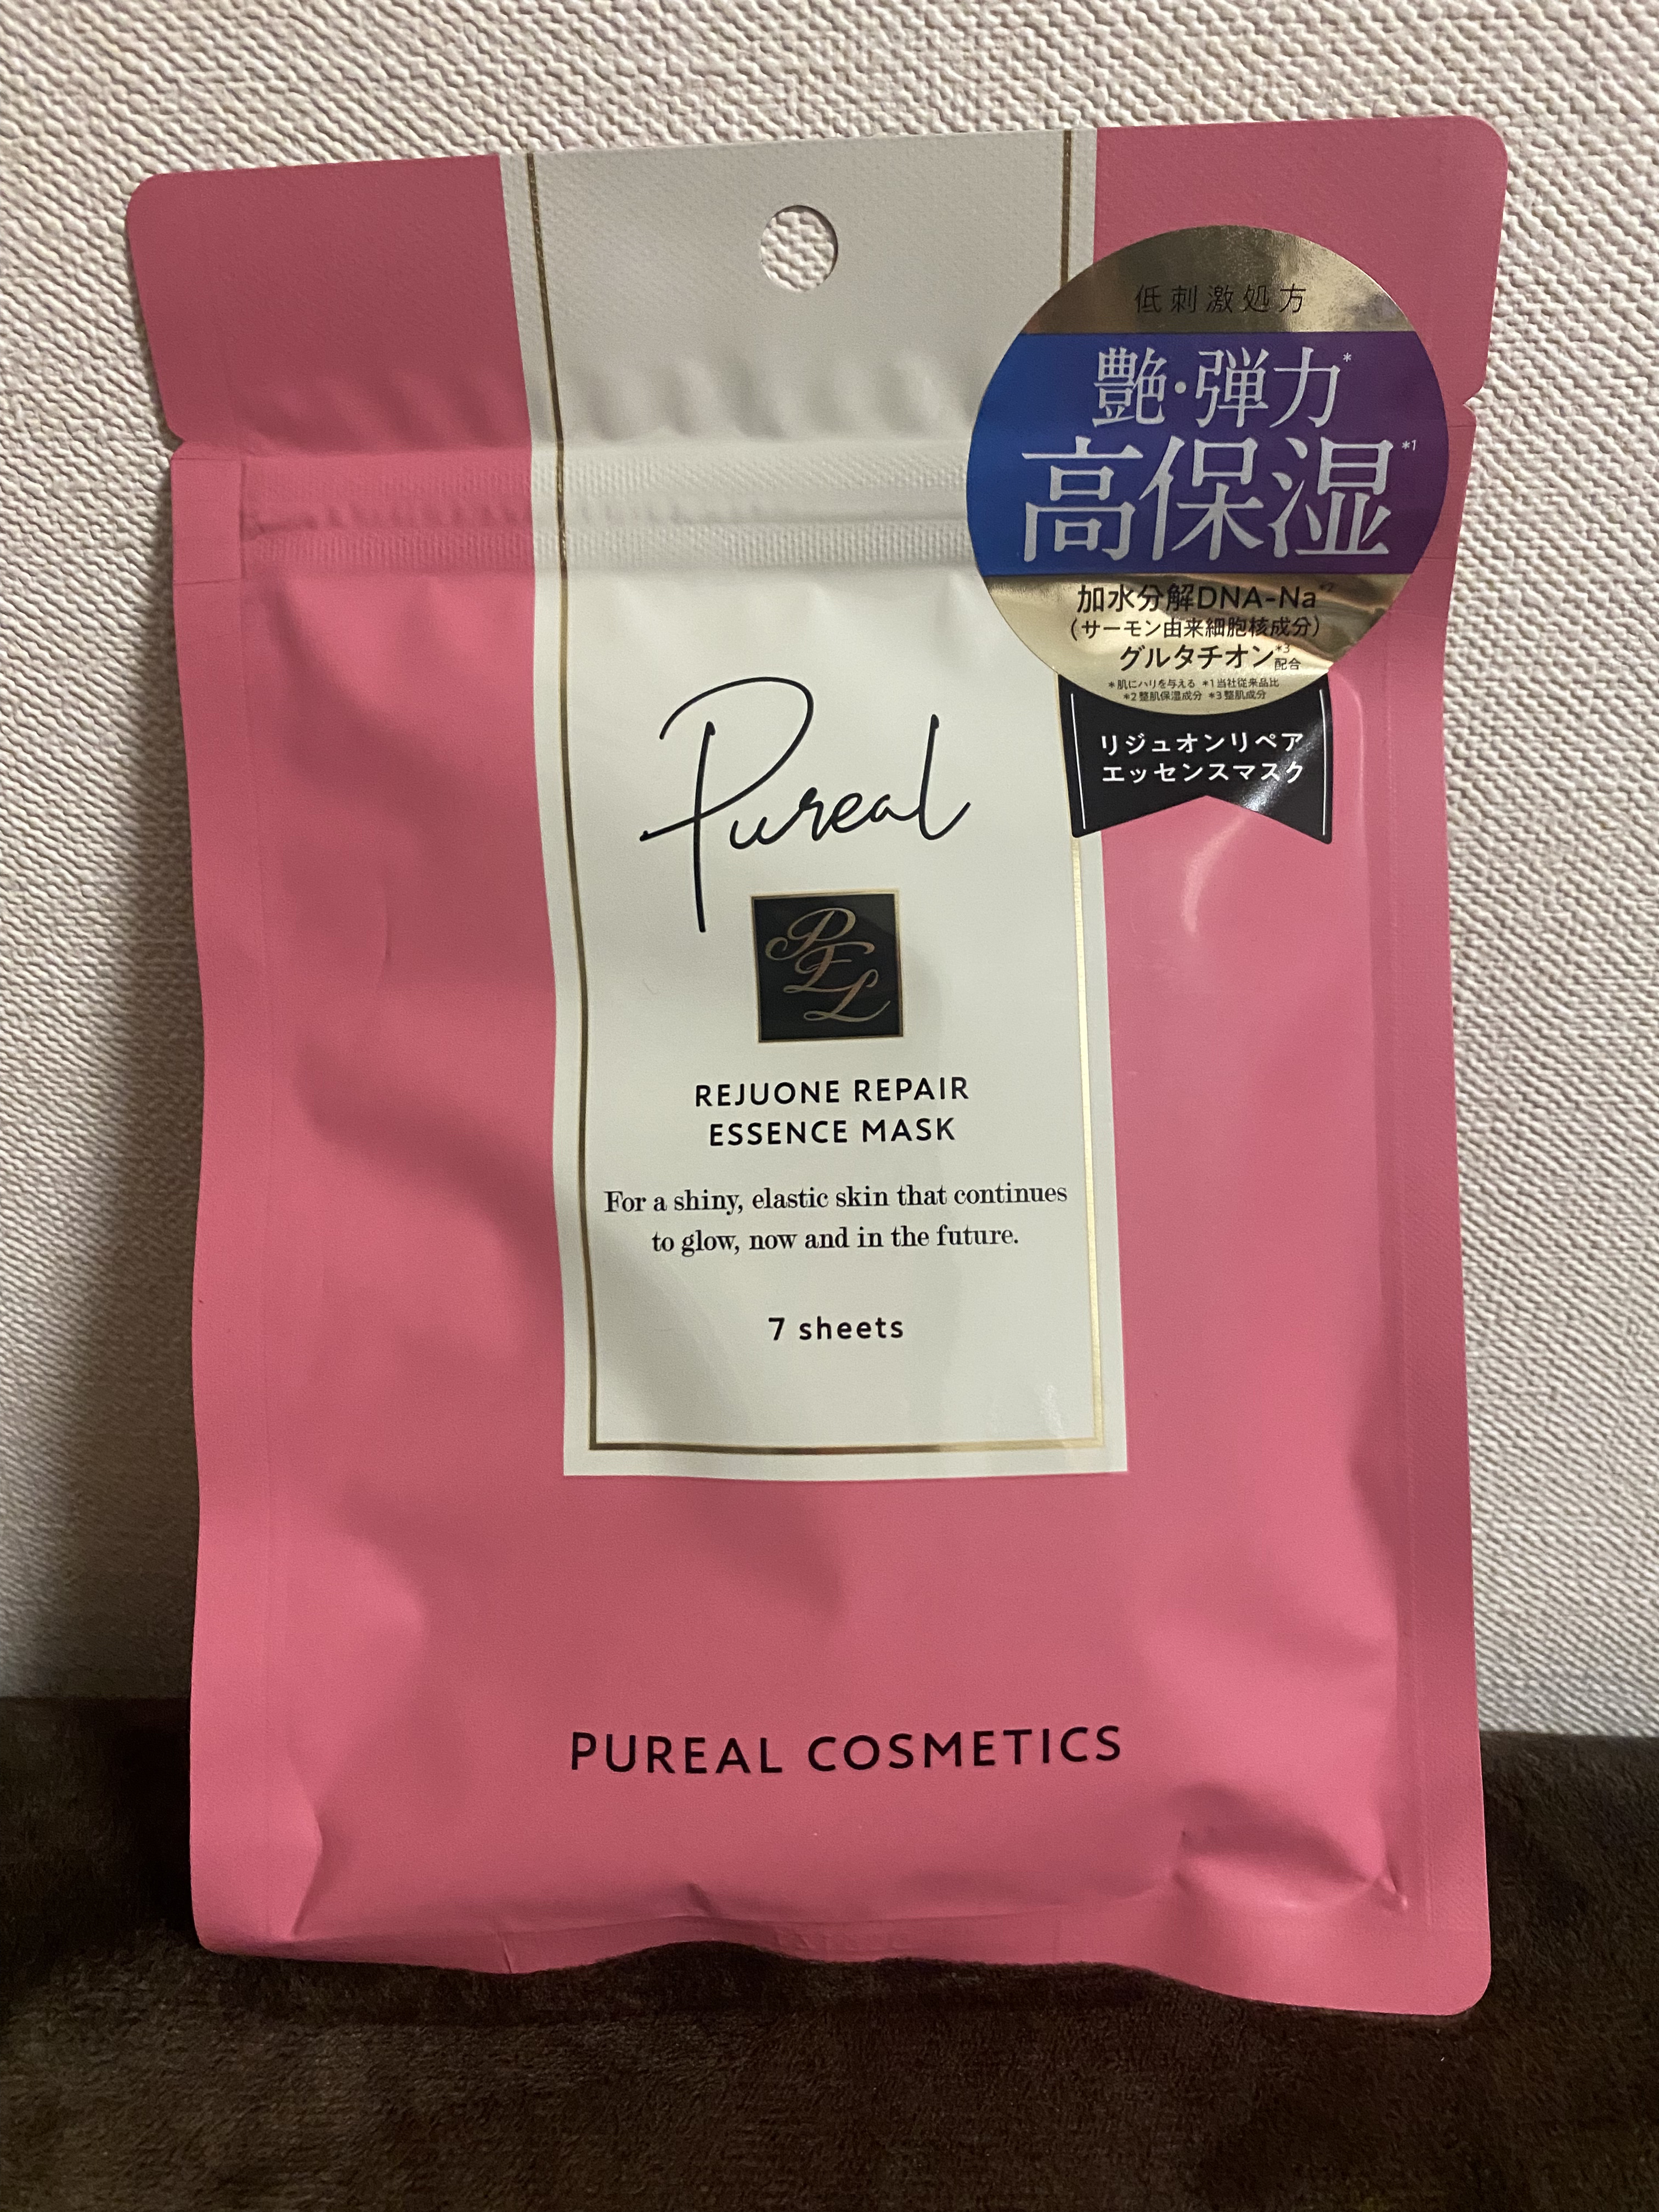 低刺激処方
艶・弾力*
高保湿*1
加水分解DNA-Na*2
(サーモン由来細胞核成分)
グルタチオン*3配合
*肌にハリを与える *1当社従来品比
*2整肌保湿成分 *3整肌成分
リジュオンリペア
エッセンスマスク
Pureal
PEL
REJUONE REPAIR
ESSENCE MASK
For a shiny, elastic skin that continues
to glow, now and in the future.
7 sheets
PUREAL COSMETICS